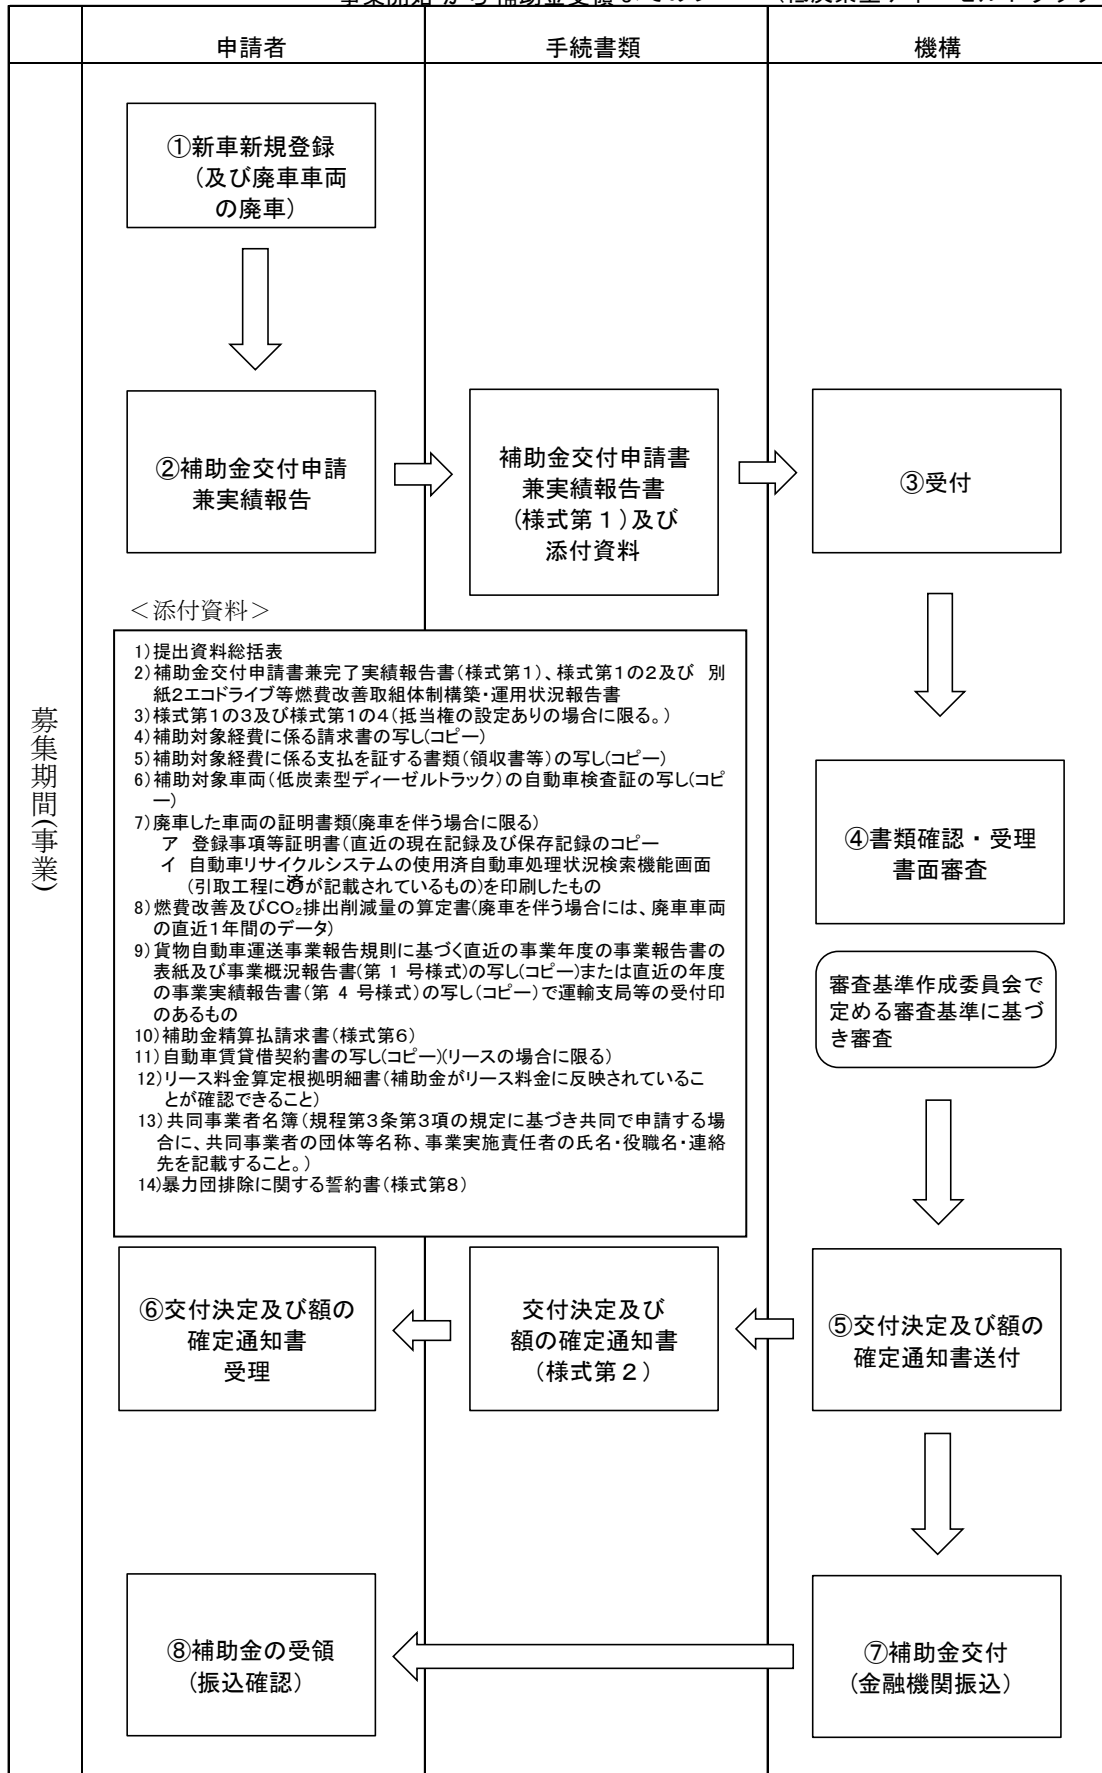 申請者
手続書類
機構
募集期間(事業)
①新車新規登録
(及び廃車車両
の廃車)
②補助金交付申請
兼実績報告
補助金交付申請書
兼実績報告書
(様式第１)及び
添付資料
③受付
＜添付資料＞
1)提出資料総括表
2)補助金交付申請書兼完了実績報告書(様式第1)、様式第1の2及び 別
紙2エコドライブ等燃費改善取組体制構築・運用状況報告書
3)様式第1の3及び様式第1の4(抵当権の設定ありの場合に限る。)
4)補助対象経費に係る請求書の写し(コピー)
5)補助対象経費に係る支払を証する書類(領収書等)の写し(コピー)
6)補助対象車両(低炭素型ディーゼルトラック)の自動車検査証の写し(コピ
ー)
7)廃車した車両の証明書類(廃車を伴う場合に限る)
ア 登録事項等証明書(直近の現在記録及び保存記録のコピー
イ 自動車リサイクルシステムの使用済自動車処理状況検索機能画面
(引取工程に済が記載されているもの)を印刷したもの
8)燃費改善及びCO₂排出削減量の算定書(廃車を伴う場合には、廃車車両
の直近1年間のデータ)
9)貨物自動車運送事業報告規則に基づく直近の事業年度の事業報告書の
表紙及び事業概況報告書(第 1 号様式)の写し(コピー)または直近の年度
の事業実績報告書(第 4 号様式)の写し(コピー)で運輸支局等の受付印
のあるもの
10)補助金精算払請求書(様式第6)
11)自動車賃貸借契約書の写し(コピー)(リースの場合に限る)
12)リース料金算定根拠明細書(補助金がリース料金に反映されているこ
とが確認できること)
13)共同事業者名簿(規程第3条第3項の規定に基づき共同で申請する場
合に、共同事業者の団体等名称、事業実施責任者の氏名・役職名・連絡
先を記載すること。)
14)暴力団排除に関する誓約書(様式第8)
④書類確認・受理
書面審査
審査基準作成委員会で
定める審査基準に基づ
き審査
⑤交付決定及び額の
確定通知書送付
交付決定及び
額の確定通知書
(様式第２)
⑥交付決定及び額の
確定通知書
受理
⑦補助金交付
(金融機関振込)
⑧補助金の受領
(振込確認)